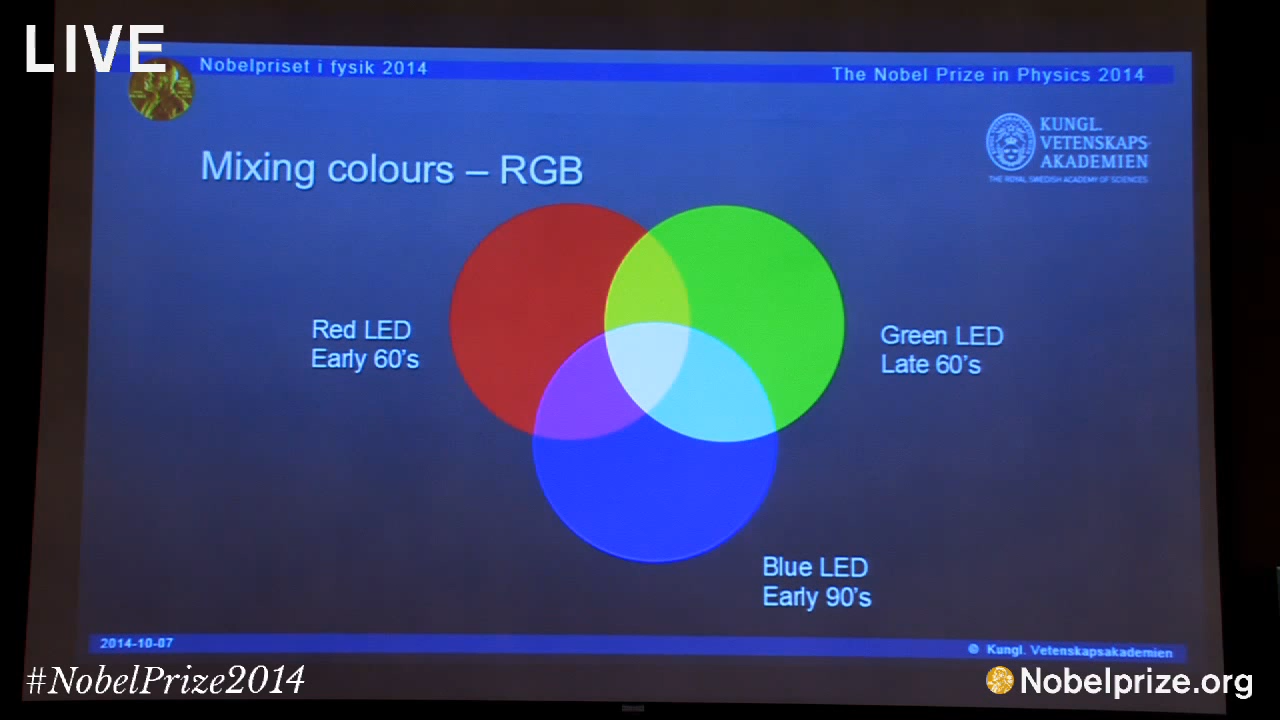 LIVE
Nobelpriset i fysik 2014
The Nobel Prize in Physics 2014
KUNGL.
VETENSKAPS-
AKADEMIEN
THE ROYAL SWEDISH ACADEMY OF SCIENCES
Mixing colours – RGB
Red LED
Early 60's
Green LED
Late 60's
Blue LED
Early 90's
2014-10-07
© Kungl. Vetenskapsakademien
#NobelPrize2014
Nobelprize.org